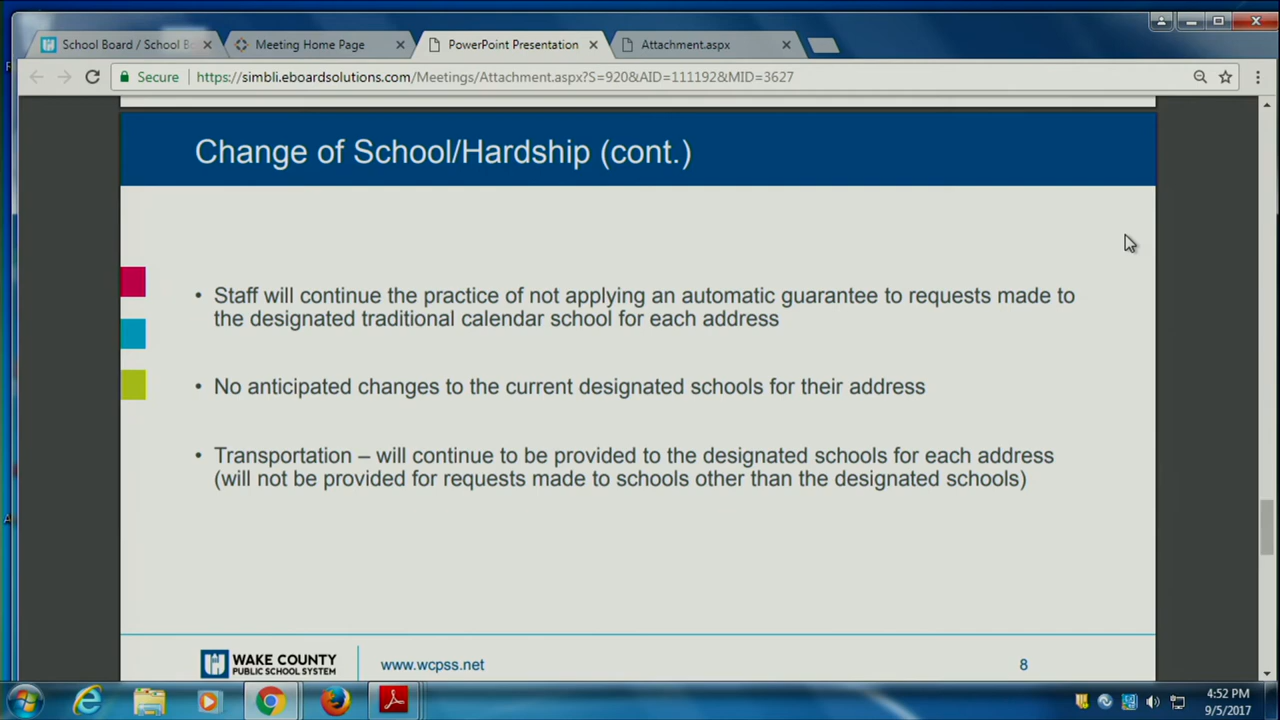 School Board / School B
Meeting Home Page
PowerPoint Presentation
Attachment.aspx
Secure
https://simbli.eboardsolutions.com/Meetings/Attachment.aspx?S=920&AID=111192&MID=3627
Change of School/Hardship (cont.)
• Staff will continue the practice of not applying an automatic guarantee to requests made to
the designated traditional calendar school for each address
• No anticipated changes to the current designated schools for their address
• Transportation – will continue to be provided to the designated schools for each address
(will not be provided for requests made to schools other than the designated schools)
WAKE COUNTY
PUBLIC SCHOOL SYSTEM
www.wcpss.net
8
4:52 PM
9/5/2017